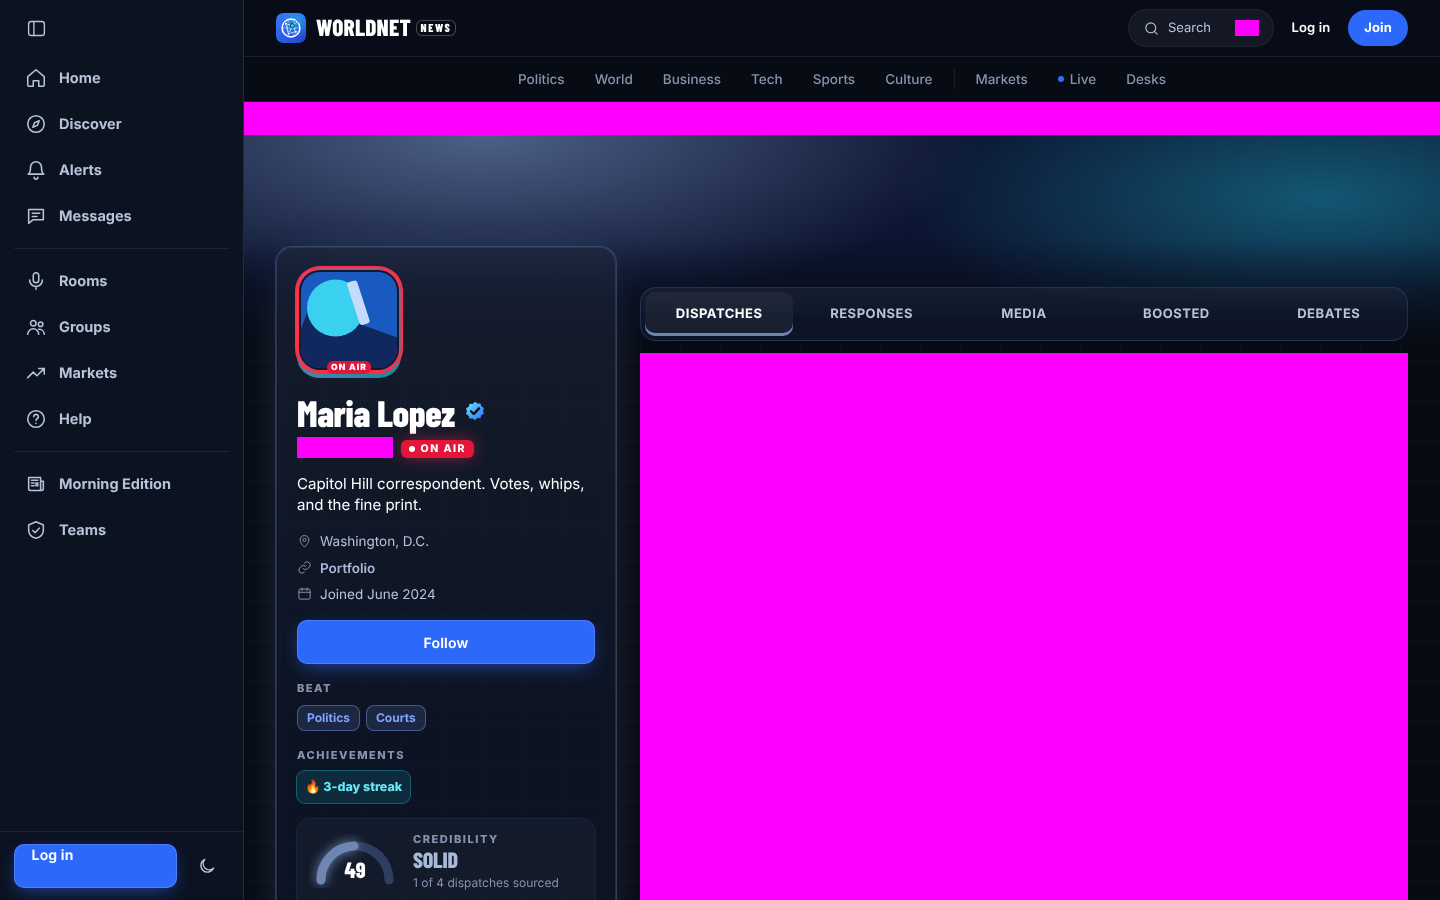 Home
Discover
Alerts
Messages
Rooms
Groups
Markets
Help
Morning Edition
Teams
Log in
WORLDNET NEWS
Search
Log in
Join
Politics
World
Business
Tech
Sports
Culture
Markets
Live
Desks
ON AIR
Maria Lopez
ON AIR
Capitol Hill correspondent. Votes, whips,
and the fine print.
Washington, D.C.
Portfolio
Joined June 2024
Follow
BEAT
Politics
Courts
ACHIEVEMENTS
🔥 3-day streak
49
CREDIBILITY
SOLID
1 of 4 dispatches sourced
DISPATCHES
RESPONSES
MEDIA
BOOSTED
DEBATES